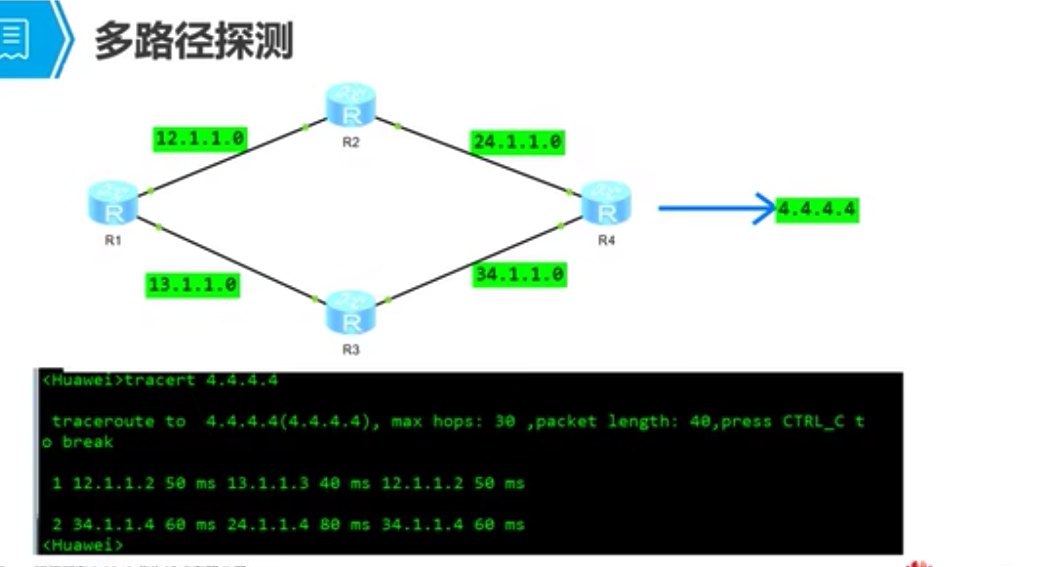 多路径探测
R
R2
12.1.1.0
24.1.1.0
R
R1
R
R4
4.4.4.4
13.1.1.0
34.1.1.0
R
R3
<Huawei>tracert 4.4.4.4
traceroute to 4.4.4.4(4.4.4.4), max hops: 30 ,packet length: 40,press CTRL_C t
o break
1 12.1.1.2 50 ms 13.1.1.3 40 ms 12.1.1.2 50 ms
2 34.1.1.4 60 ms 24.1.1.4 80 ms 34.1.1.4 60 ms
<Huawei>